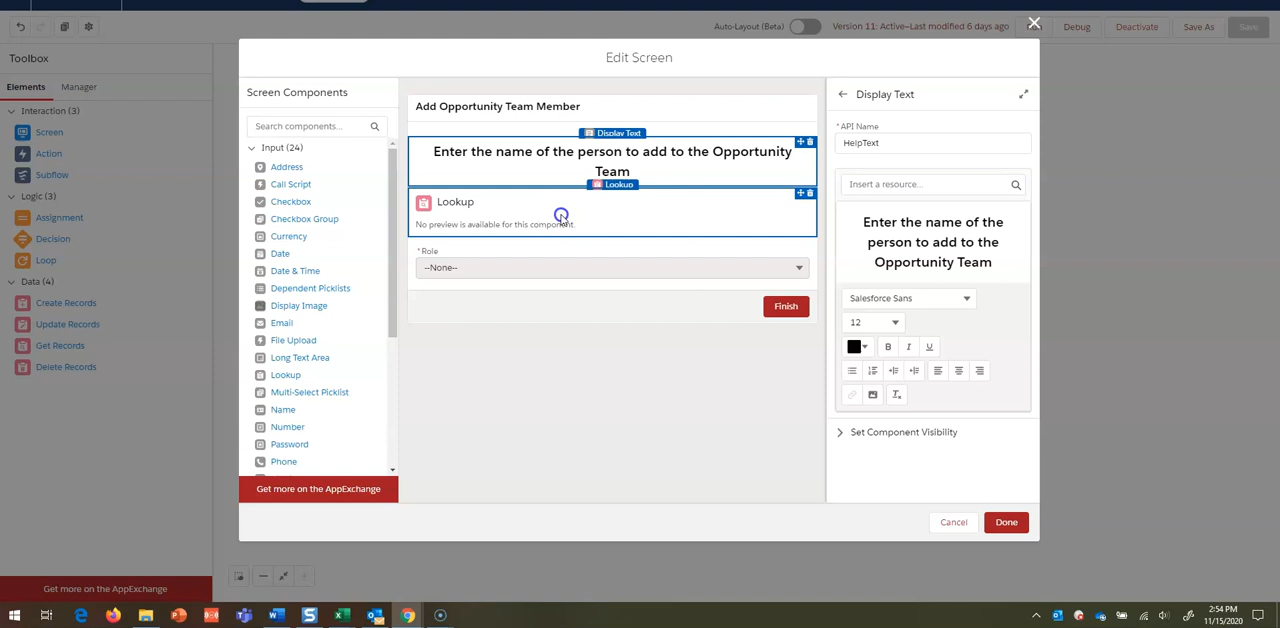 Auto-Layout (Beta)
Version 11: Active—Last modified 6 days ago
Debug
Deactivate
Save As
Save
Toolbox
Elements
Manager
Interaction (3)
Screen
Action
Subflow
Logic (3)
Assignment
Decision
Loop
Data (4)
Create Records
Update Records
Get Records
Delete Records
Get more on the AppExchange
Edit Screen
Screen Components
Search components...
Input (24)
Address
Call Script
Checkbox
Checkbox Group
Currency
Date
Date & Time
Dependent Picklists
Display Image
Email
File Upload
Long Text Area
Lookup
Multi-Select Picklist
Name
Number
Password
Phone
Get more on the AppExchange
Add Opportunity Team Member
Display Text
Enter the name of the person to add to the Opportunity
Team
Lookup
Lookup
No preview is available for this component.
* Role
--None--
Finish
Display Text
* API Name
HelpText
Insert a resource...
Enter the name of the
person to add to the
Opportunity Team
Salesforce Sans
12
B I U
Set Component Visibility
Cancel
Done
2:54 PM
11/15/2020